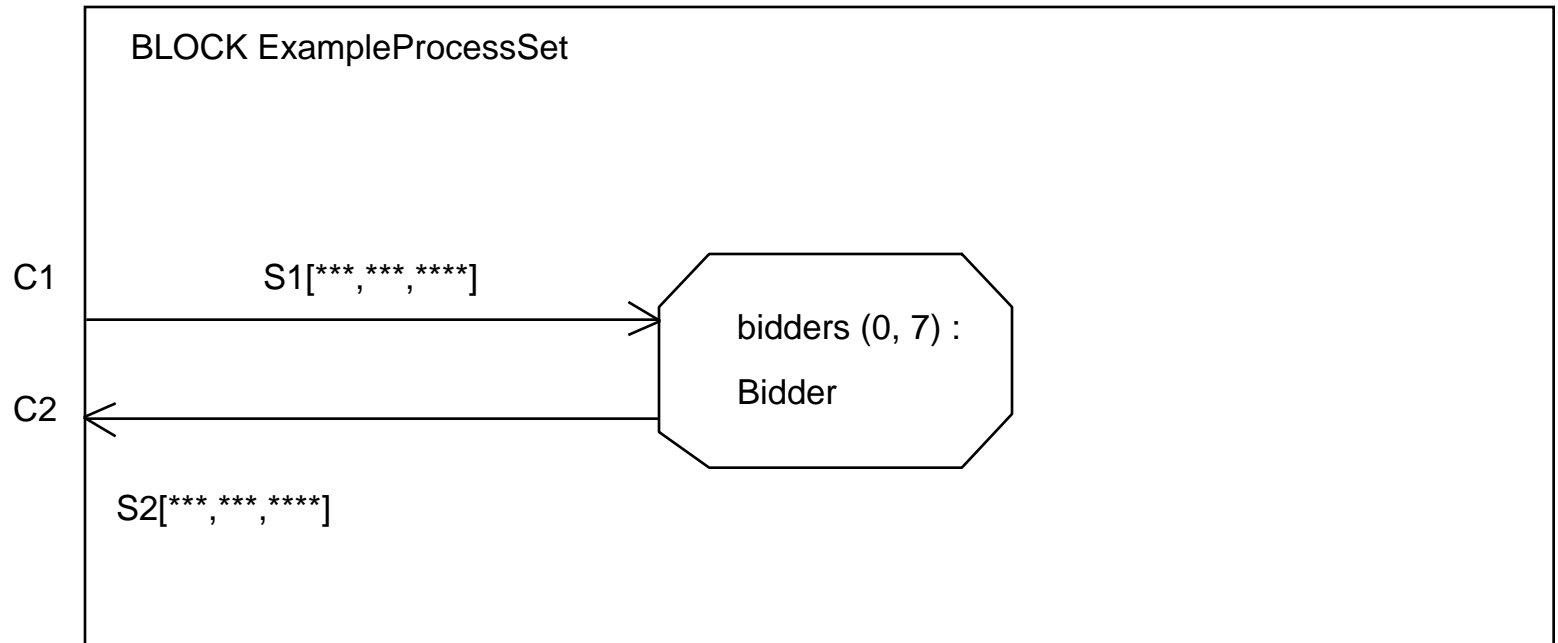 BLOCK ExampleProcessSet
C1
S1[***,***,****]
bidders (0, 7) :
Bidder
C2
S2[***,***,****]